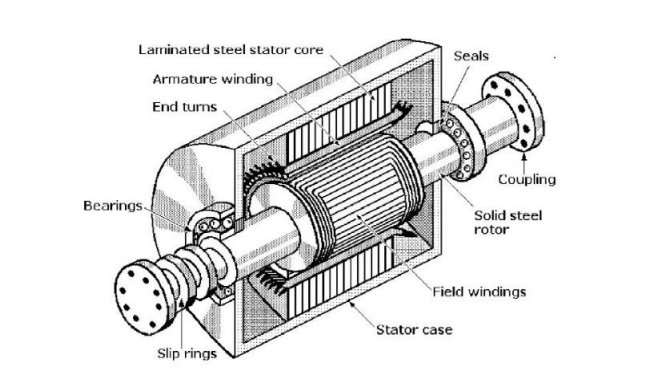 Laminated steel stator core
Seals
Armature winding
End turns
Coupling
Bearings
Solid steel
rotor
Field windings
Stator case
Slip rings